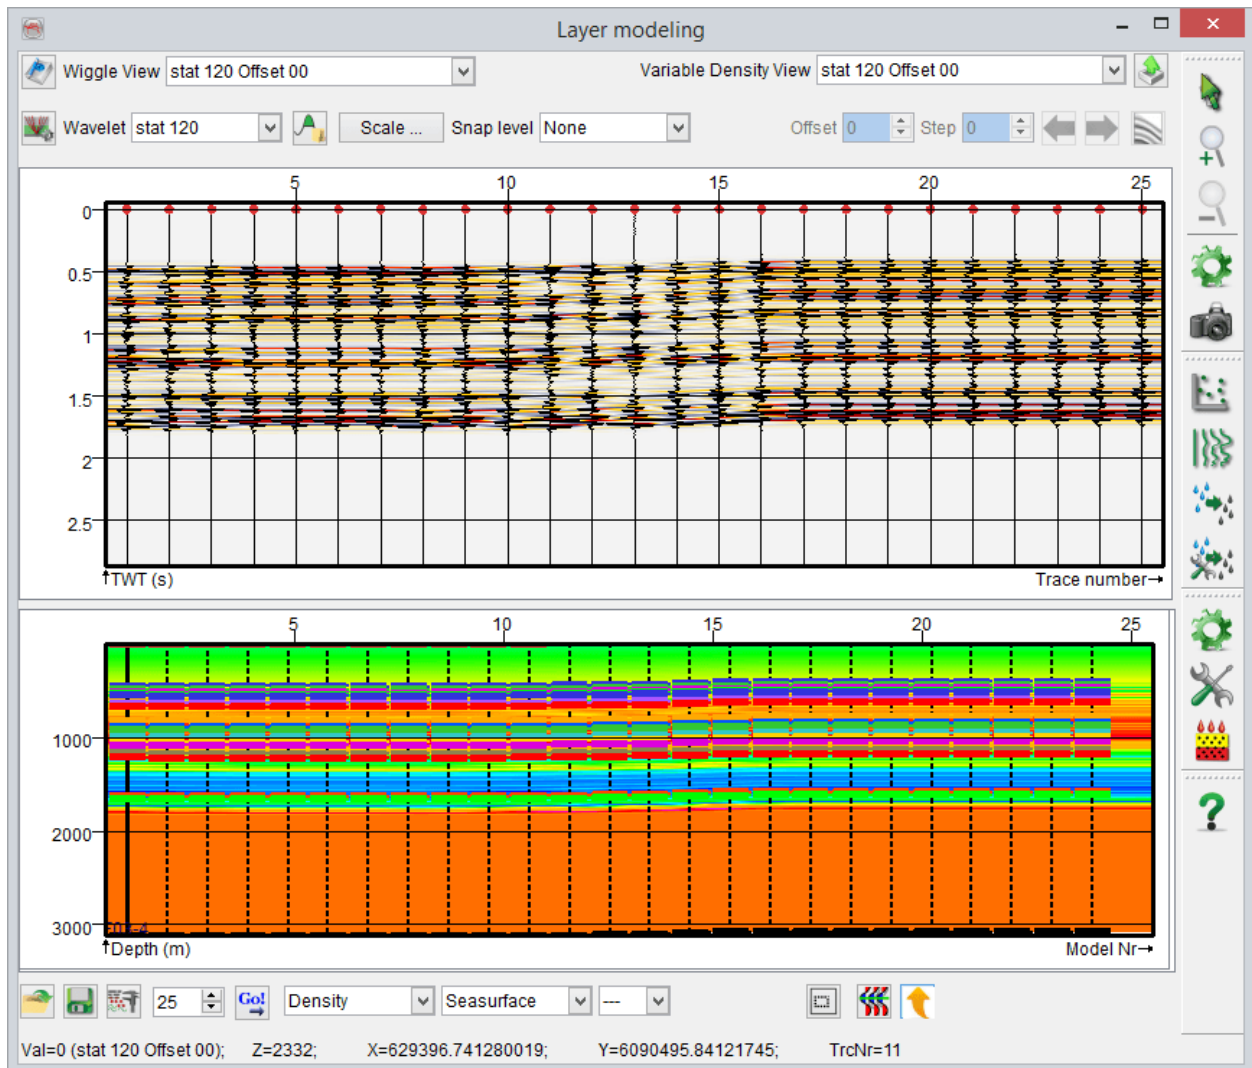 Layer modeling
Wiggle View stat 120 Offset 00 Variable Density View stat 120 Offset 00
Wavelet stat 120 Scale ... Snap level None Offset 0 Step 0
5 10 15 20 25
0
0.5
1
1.5
2
2.5
TWT (s) Trace number
5 10 15 20 25
1000
2000
3000
Depth (m) Model Nr
25 Go! Density Seasurface ---
Val=0 (stat 120 Offset 00); Z=2332; X=629396.741280019; Y=6090495.84121745; TrcNr=11